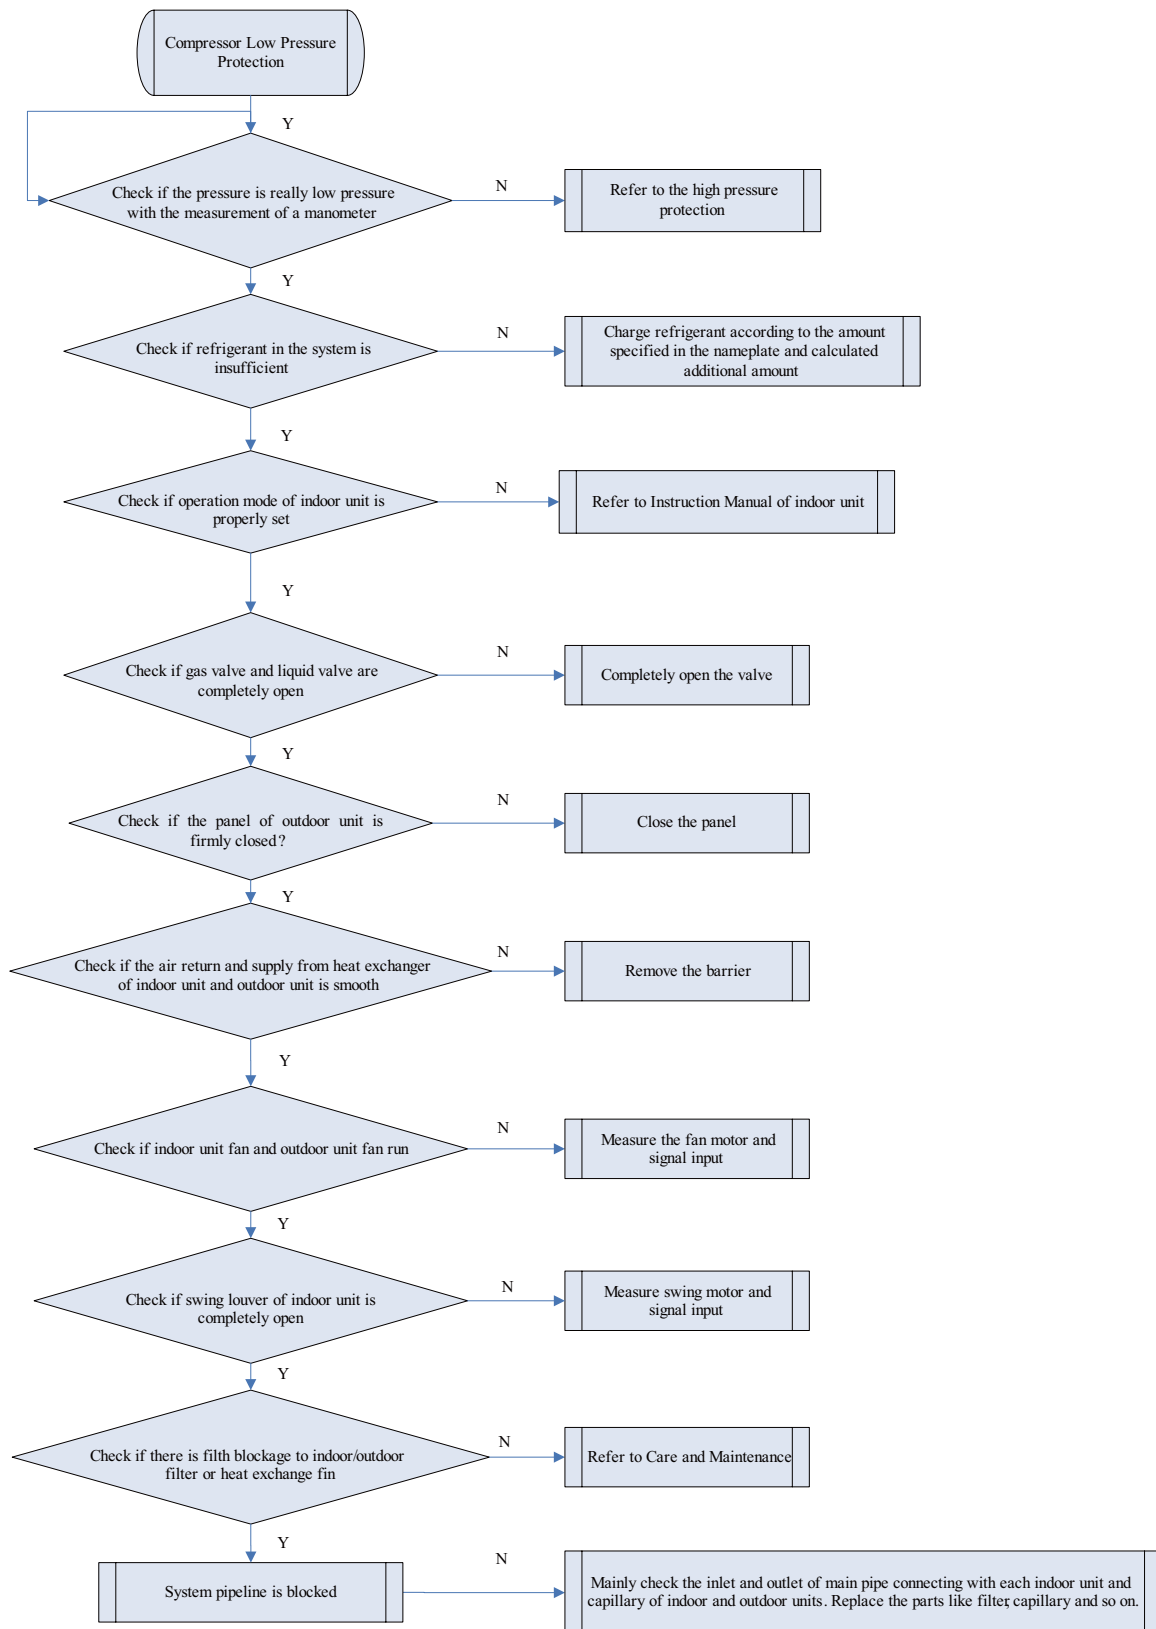 Compressor Low Pressure
Protection
Y
Check if the pressure is really low pressure
with the measurement of a manometer
N
Refer to the high pressure
protection
Y
Check if refrigerant in the system is
insufficient
N
Charge refrigerant according to the amount
specified in the nameplate and calculated
additional amount
Y
Check if operation mode of indoor unit is
properly set
N
Refer to Instruction Manual of indoor unit
Y
Check if gas valve and liquid valve are
completely open
N
Completely open the valve
Y
Check if the panel of outdoor unit is
firmly closed?
N
Close the panel
Y
Check if the air return and supply from heat exchanger
of indoor unit and outdoor unit is smooth
N
Remove the barrier
Y
Check if indoor unit fan and outdoor unit fan run
N
Measure the fan motor and
signal input
Y
Check if swing louver of indoor unit is
completely open
N
Measure swing motor and
signal input
Y
Check if there is filth blockage to indoor/outdoor
filter or heat exchange fin
N
Refer to Care and Maintenance
Y
System pipeline is blocked
N
Mainly check the inlet and outlet of main pipe connecting with each indoor unit and
capillary of indoor and outdoor units. Replace the parts like filter, capillary and so on.